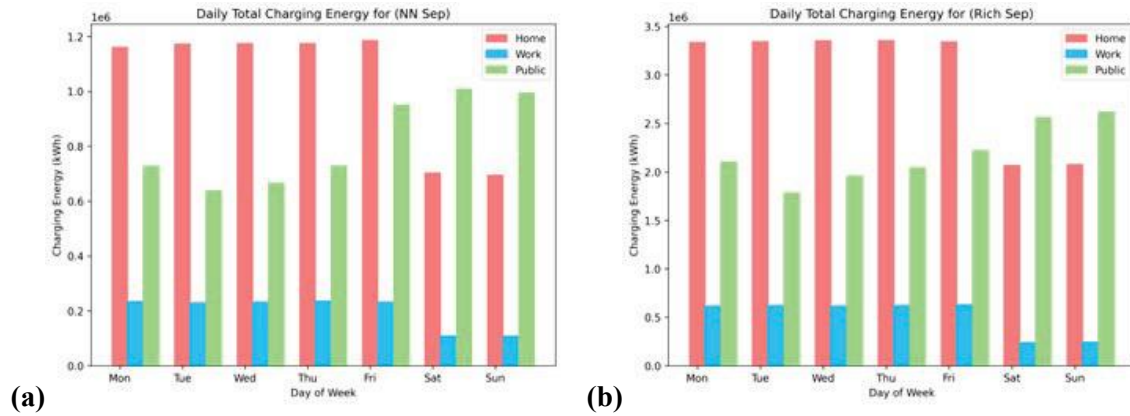 Daily Total Charging Energy for (NN Sep)
1e6
Home
Work
Public
1.2
1.0
0.8
0.6
0.4
0.2
0.0
Charging Energy (kWh)
Mon Tue Wed Thu Fri Sat Sun
Day of Week
(a)
Daily Total Charging Energy for (Rich Sep)
1e6
Home
Work
Public
3.5
3.0
2.5
2.0
1.5
1.0
0.5
0.0
Charging Energy (kWh)
Mon Tue Wed Thu Fri Sat Sun
Day of Week
(b)